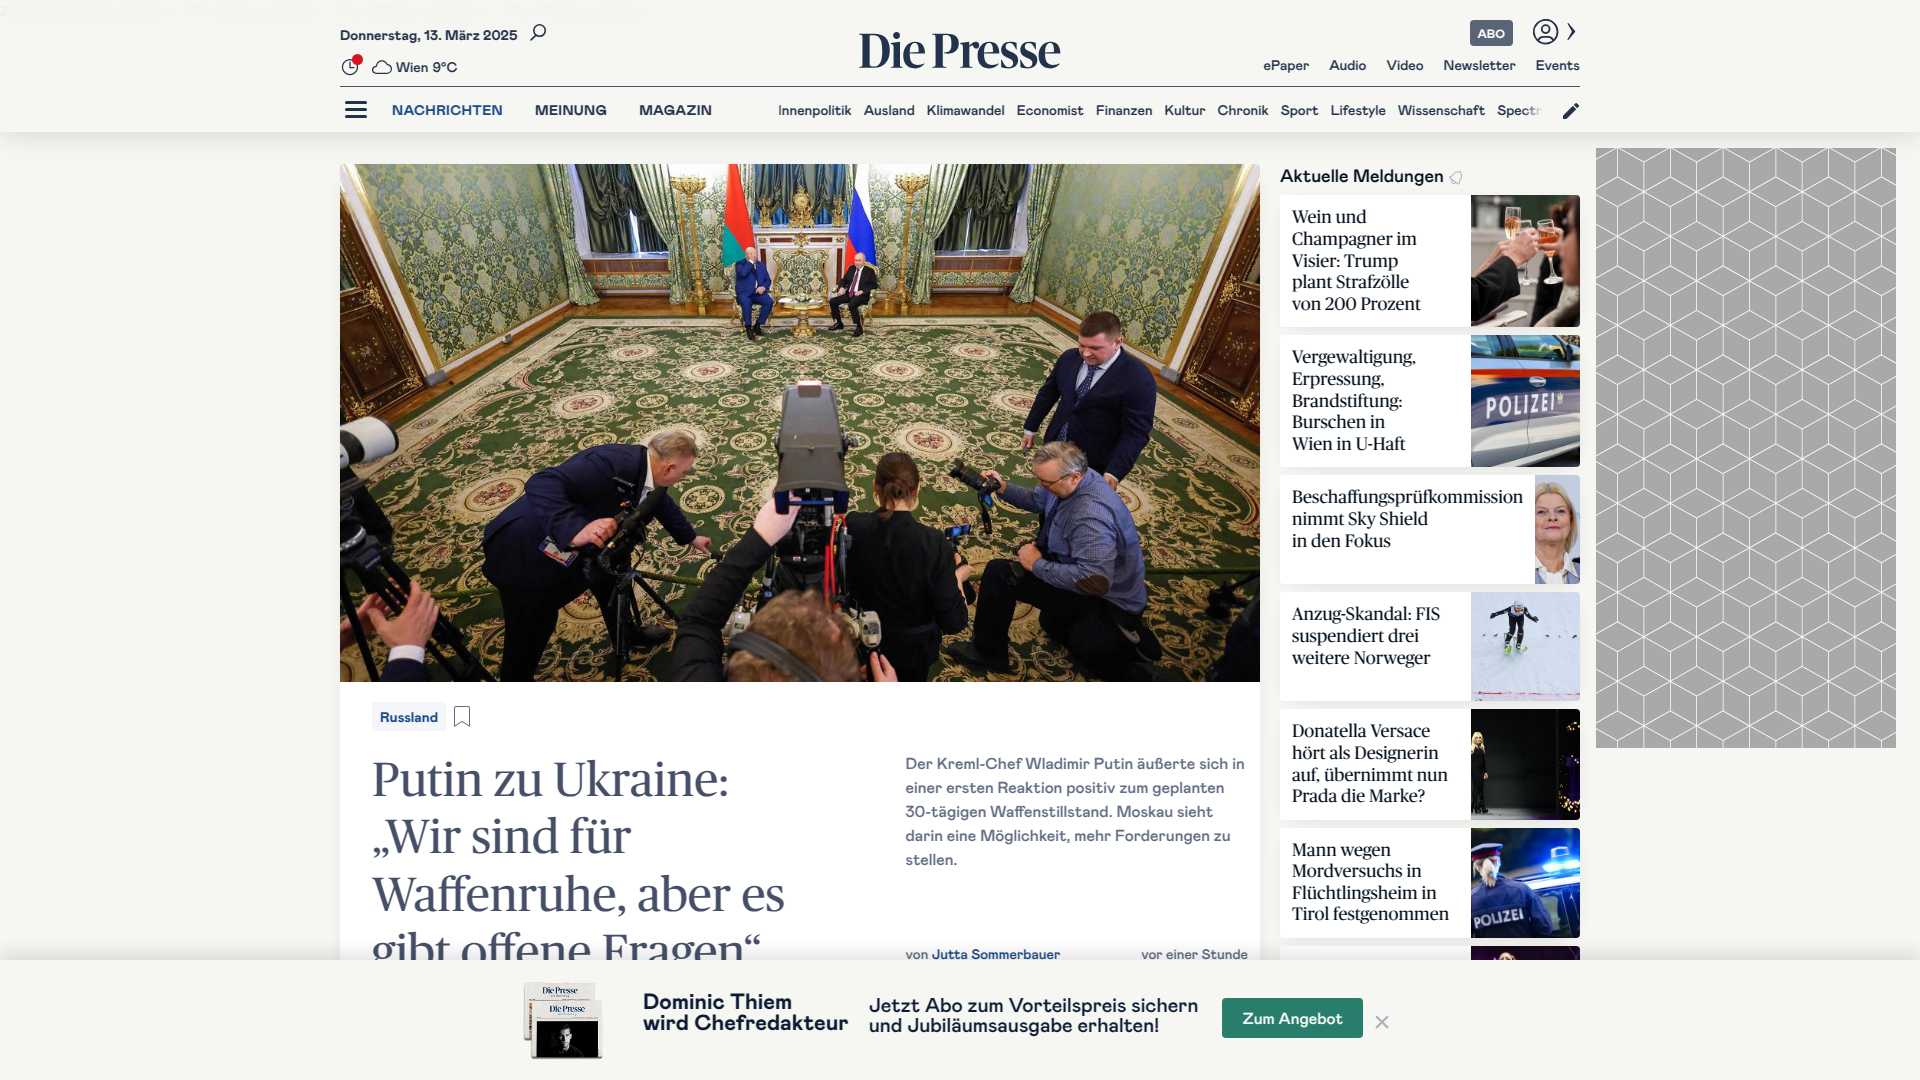 Donnerstag, 13. März 2025
Wien 9°C
Die Presse
ABO
ePaper Audio Video Newsletter Events
NACHRICHTEN MEINUNG MAGAZIN
Innenpolitik Ausland Klimawandel Economist Finanzen Kultur Chronik Sport Lifestyle Wissenschaft Spectr
Russland
Putin zu Ukraine:
„Wir sind für
Waffenruhe, aber es
gibt offene Fragen“
Der Kreml-Chef Wladimir Putin äußerte sich in
einer ersten Reaktion positiv zum geplanten
30-tägigen Waffenstillstand. Moskau sieht
darin eine Möglichkeit, mehr Forderungen zu
stellen.
von Jutta Sommerbauer
vor einer Stunde
Aktuelle Meldungen
Wein und
Champagner im
Visier: Trump
plant Strafzölle
von 200 Prozent
Vergewaltigung,
Erpressung,
Brandstiftung:
Burschen in
Wien in U-Haft
POLIZEI
Beschaffungsprüfkommission
nimmt Sky Shield
in den Fokus
Anzug-Skandal: FIS
suspendiert drei
weitere Norweger
Donatella Versace
hört als Designerin
auf, übernimmt nun
Prada die Marke?
Mann wegen
Mordversuchs in
Flüchtlingsheim in
Tirol festgenommen
POLIZEI
Die Presse
Die Presse
Dominic Thiem
wird Chefredakteur
Jetzt Abo zum Vorteilspreis sichern
und Jubiläumsausgabe erhalten!
Zum Angebot